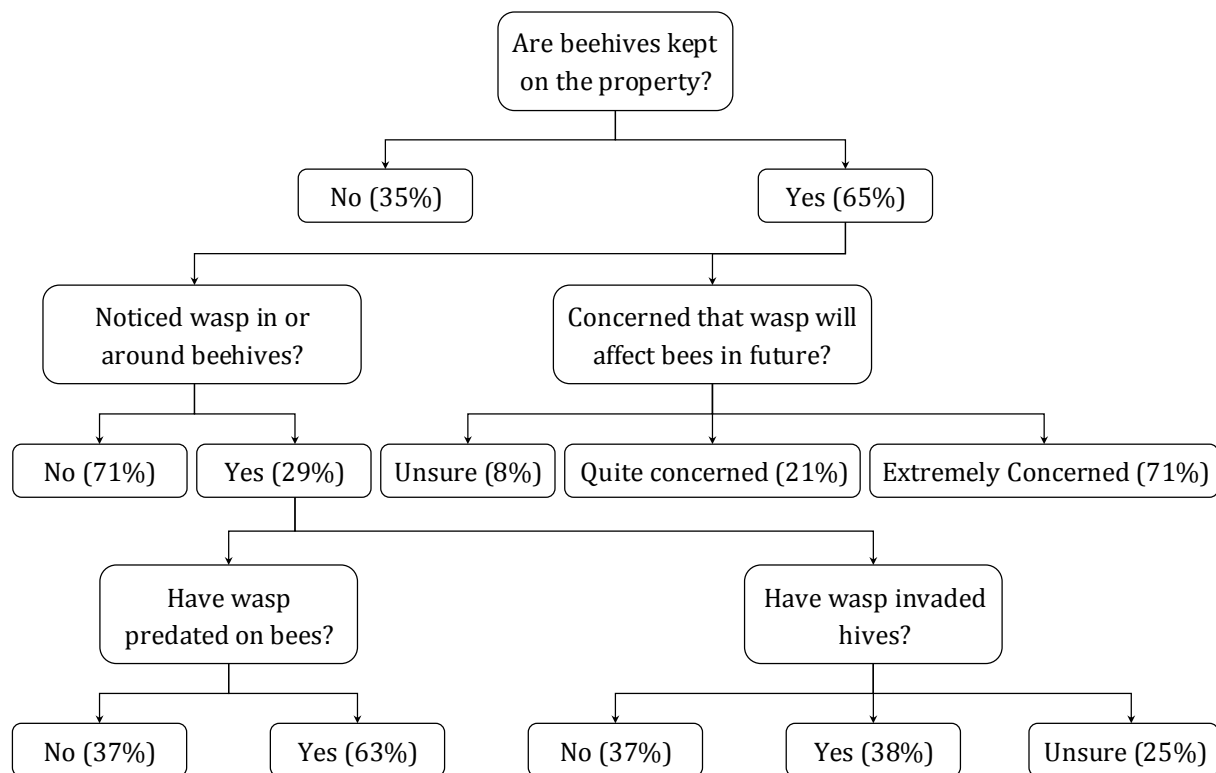 Are beehives kept
on the property?
No (35%)
Yes (65%)
Noticed wasp in or
around beehives?
Concerned that wasp will
affect bees in future?
No (71%)
Yes (29%)
Unsure (8%)
Quite concerned (21%)
Extremely Concerned (71%)
Have wasp
predated on bees?
Have wasp invaded
hives?
No (37%)
Yes (63%)
No (37%)
Yes (38%)
Unsure (25%)